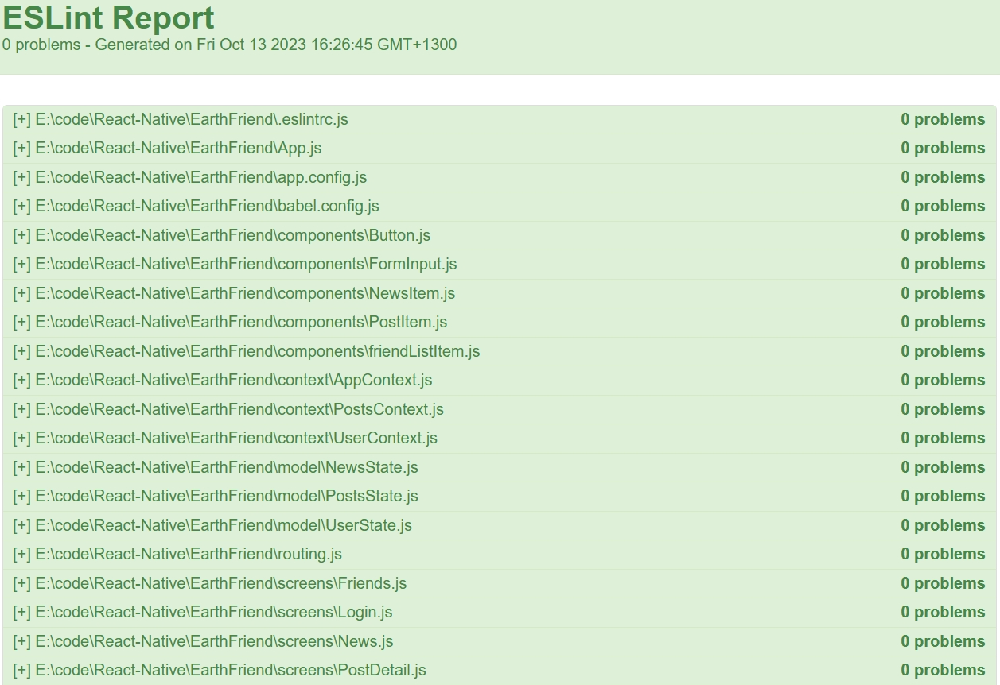 ESLint Report
0 problems - Generated on Fri Oct 13 2023 16:26:45 GMT+1300
[+] E:\code\React-Native\EarthFriend\.eslintrc.js 0 problems
[+] E:\code\React-Native\EarthFriend\App.js 0 problems
[+] E:\code\React-Native\EarthFriend\app.config.js 0 problems
[+] E:\code\React-Native\EarthFriend\babel.config.js 0 problems
[+] E:\code\React-Native\EarthFriend\components\Button.js 0 problems
[+] E:\code\React-Native\EarthFriend\components\FormInput.js 0 problems
[+] E:\code\React-Native\EarthFriend\components\NewsItem.js 0 problems
[+] E:\code\React-Native\EarthFriend\components\PostItem.js 0 problems
[+] E:\code\React-Native\EarthFriend\components\friendListItem.js 0 problems
[+] E:\code\React-Native\EarthFriend\context\AppContext.js 0 problems
[+] E:\code\React-Native\EarthFriend\context\PostsContext.js 0 problems
[+] E:\code\React-Native\EarthFriend\context\UserContext.js 0 problems
[+] E:\code\React-Native\EarthFriend\model\NewsState.js 0 problems
[+] E:\code\React-Native\EarthFriend\model\PostsState.js 0 problems
[+] E:\code\React-Native\EarthFriend\model\UserState.js 0 problems
[+] E:\code\React-Native\EarthFriend\routing.js 0 problems
[+] E:\code\React-Native\EarthFriend\screens\Friends.js 0 problems
[+] E:\code\React-Native\EarthFriend\screens\Login.js 0 problems
[+] E:\code\React-Native\EarthFriend\screens\News.js 0 problems
[+] E:\code\React-Native\EarthFriend\screens\PostDetail.js 0 problems